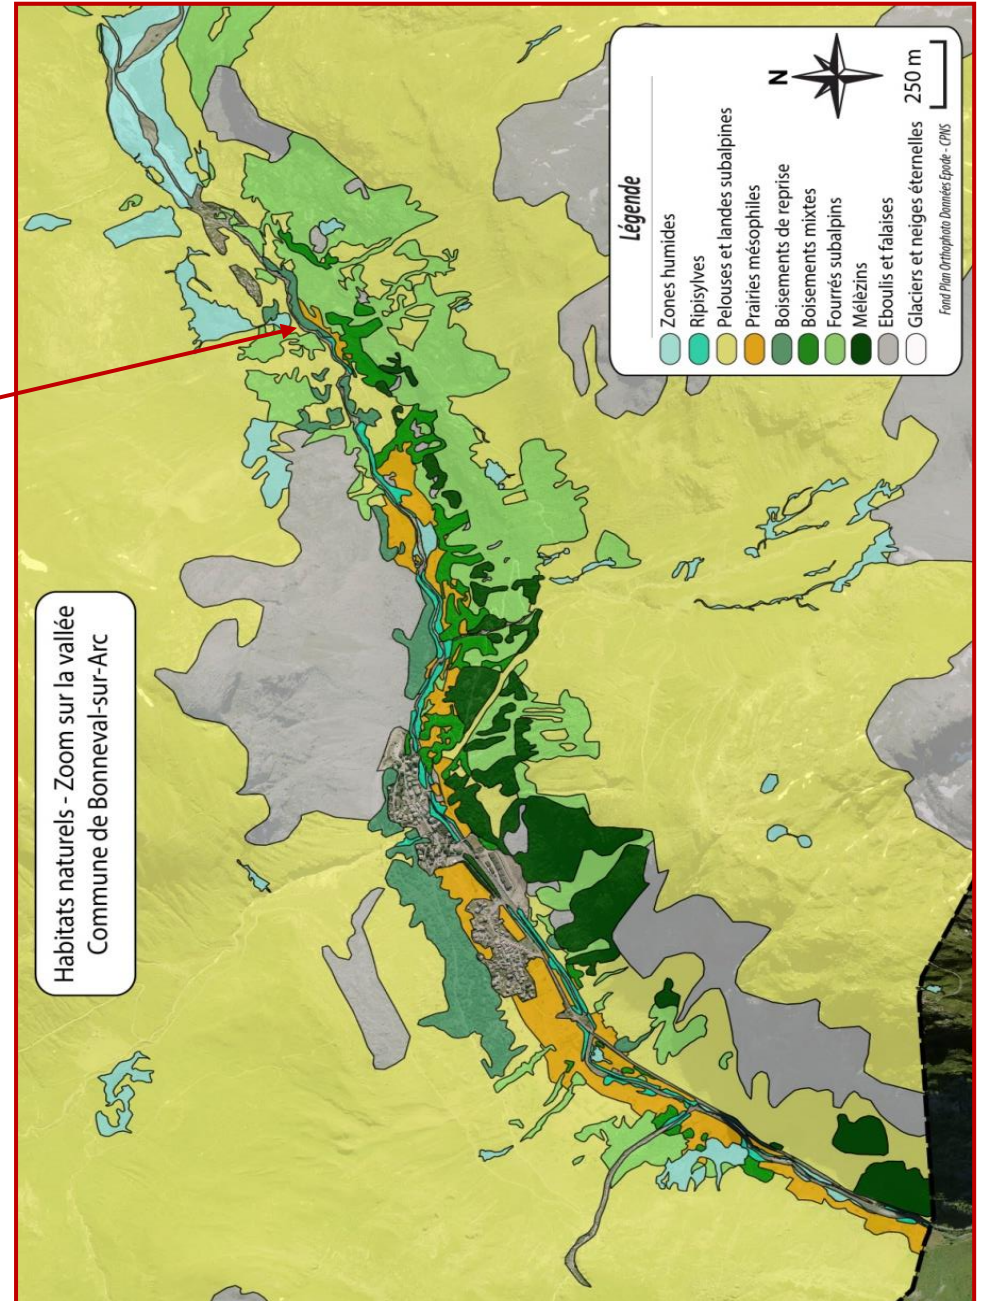 Habitats naturels - Zoom sur la vallée
Commune de Bonneval-sur-Arc
Légende
Zones humides
Ripisylves
Pelouses et landes subalpines
Prairies mésophiles
Boisements de reprise
Boisements mixtes
Fourrés subalpins
Mélézins
Eboulis et falaises
Glaciers et neiges éternelles
N
250 m
Fond Plan Orthophoto Données Epode - CPNS